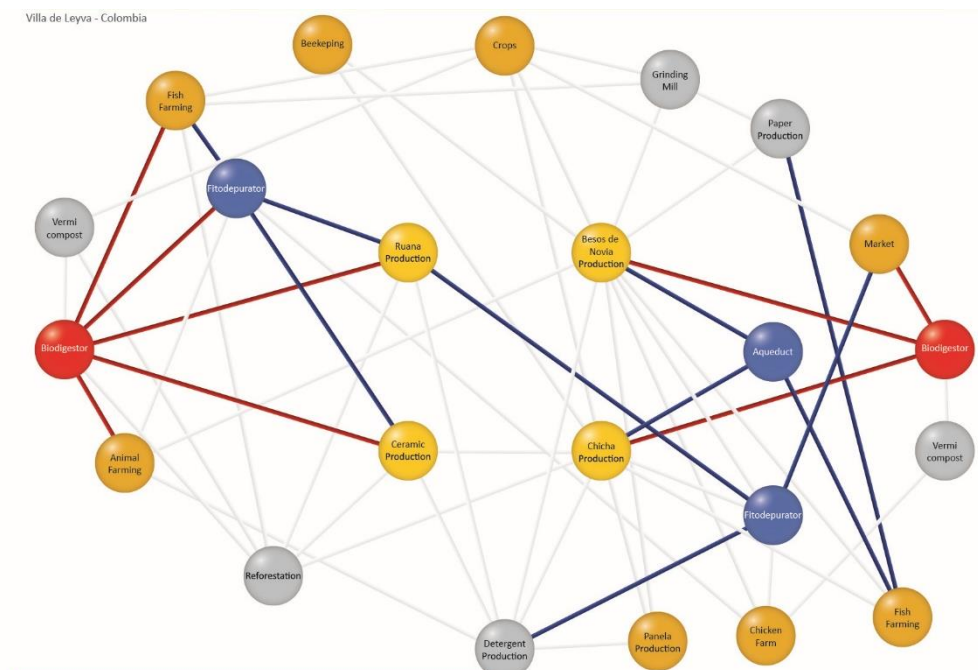 Villa de Leyva - Colombia
Beekeping
Crops
Grinding
Mill
Fish
Farming
Paper
Production
Fitodepurator
Vermi
compost
Ruana
Production
Besos de
Novia
Production
Market
Biodigestor
Aqueduct
Biodigestor
Animal
Farming
Ceramic
Production
Chicha
Production
Vermi
compost
Fitodepurator
Reforestation
Fish
Farming
Detergent
Production
Panela
Production
Chicken
Farm